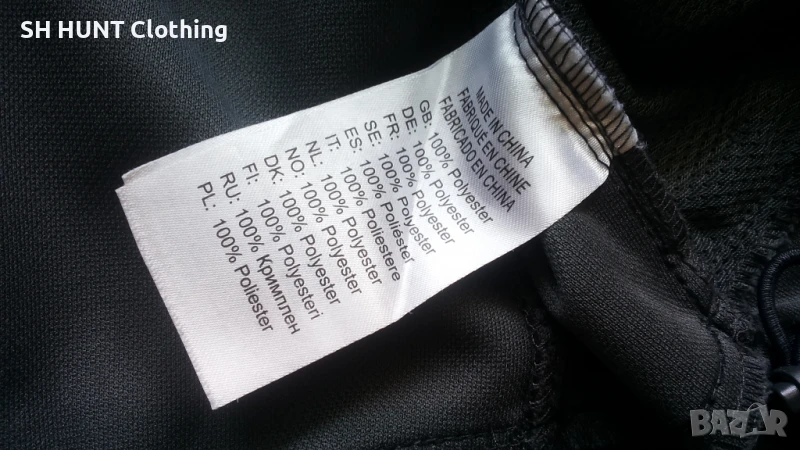 SH HUNT Clothing
MADE IN CHINA
FABRIQUÉ EN CHINE
FABRICADO EN CHINA
GB: 100% Polyester
DE: 100% Polyester
FR: 100% Polyester
SE: 100% Polyester
ES: 100% Poliéster
IT: 100% Poliestere
NL: 100% Polyester
NO: 100% Polyester
DK: 100% Polyester
FI: 100% Polyesteri
RU: 100% Кримплен
PL: 100% Poliester
BAZAR